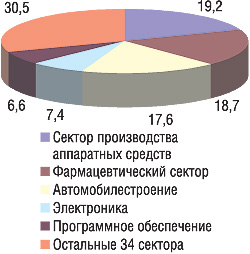 30,5
19,2
6,6
7,4
17,6
18,7
Сектор производства
аппаратных средств
Фармацевтический сектор
Автомобилестроение
Электроника
Программное обеспечение
Остальные 34 сектора